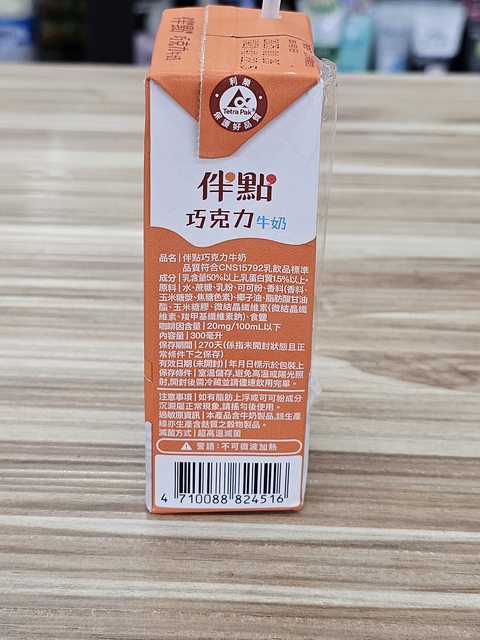 伴點
巧克力牛奶
利樂
Tetra Pak®
保護好品質
伴點
巧克力牛奶
品名|伴點巧克力牛奶
品質符合CNS15792乳飲品標準
成分|乳含量50%以上,乳蛋白質1.5%以上。
原料|水、蔗糖、乳粉、可可粉、香料(香料、
玉米糖漿、焦糖色素)、椰子油、脂肪酸甘油
酯、玉米糖膠、微結晶纖維素(微結晶纖
維素、羧甲基纖維素鈉)、食鹽
咖啡因含量|20mg/100mL以下
內容量|300毫升
保存期間|270天(係指未開封狀態且正
常條件下之保存)
有效日期(未開封)|年月日標示於包裝上
保存條件|室溫儲存,避免高溫或陽光照
射,開封後需冷藏並請儘速飲用完畢。
注意事項|如有脂肪上浮或可可粉成分
沉澱屬正常現象,請搖勻後使用。
過敏原資訊|本產品含牛奶製品,該生產
線亦生產含麩質之穀物製品。
滅菌方式|超高溫滅菌
警語:不可微波加熱
4 710088 824516